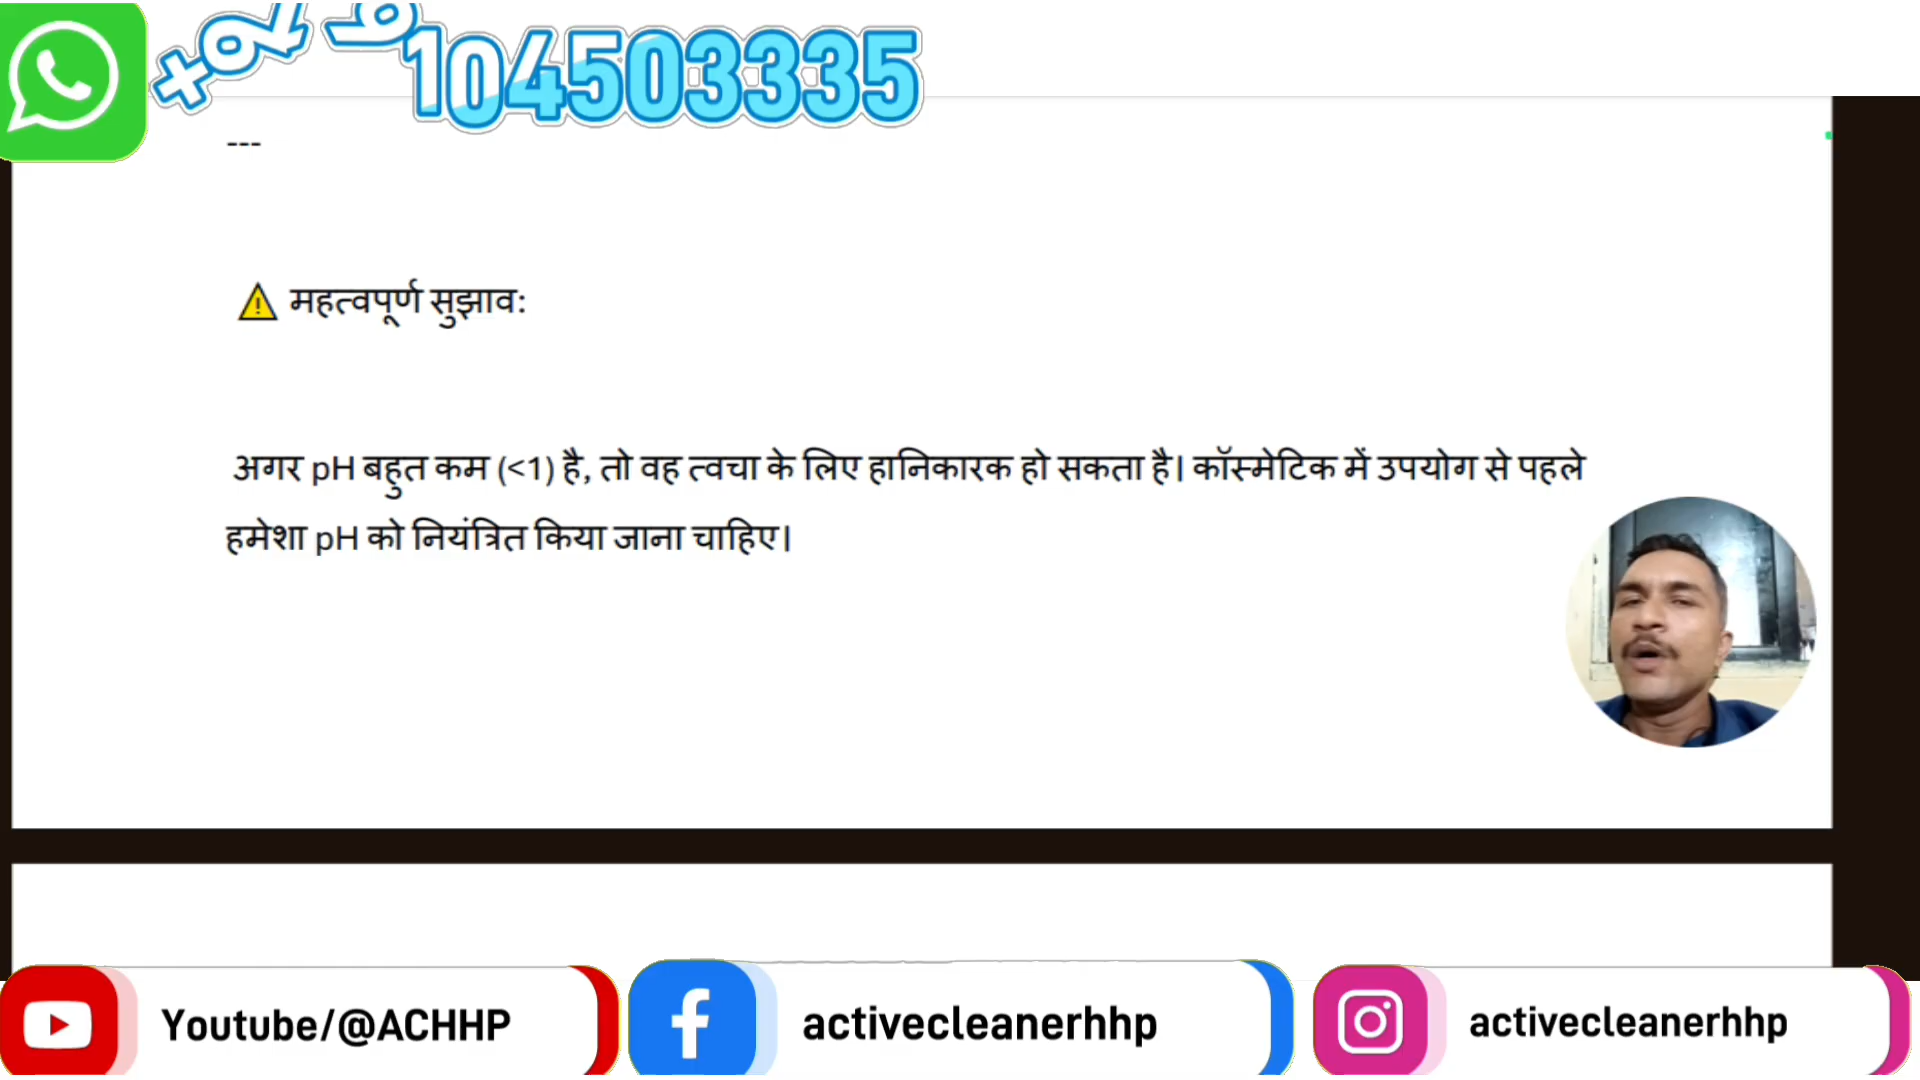 104503335
---
⚠ महत्वपूर्ण सुझाव:
अगर pH बहुत कम (<1) है, तो वह त्वचा के लिए हानिकारक हो सकता है। कॉस्मेटिक में उपयोग से पहले
हमेशा pH को नियंत्रित किया जाना चाहिए।
Youtube/@ACHHP
activecleanerhhp
activecleanerhhp